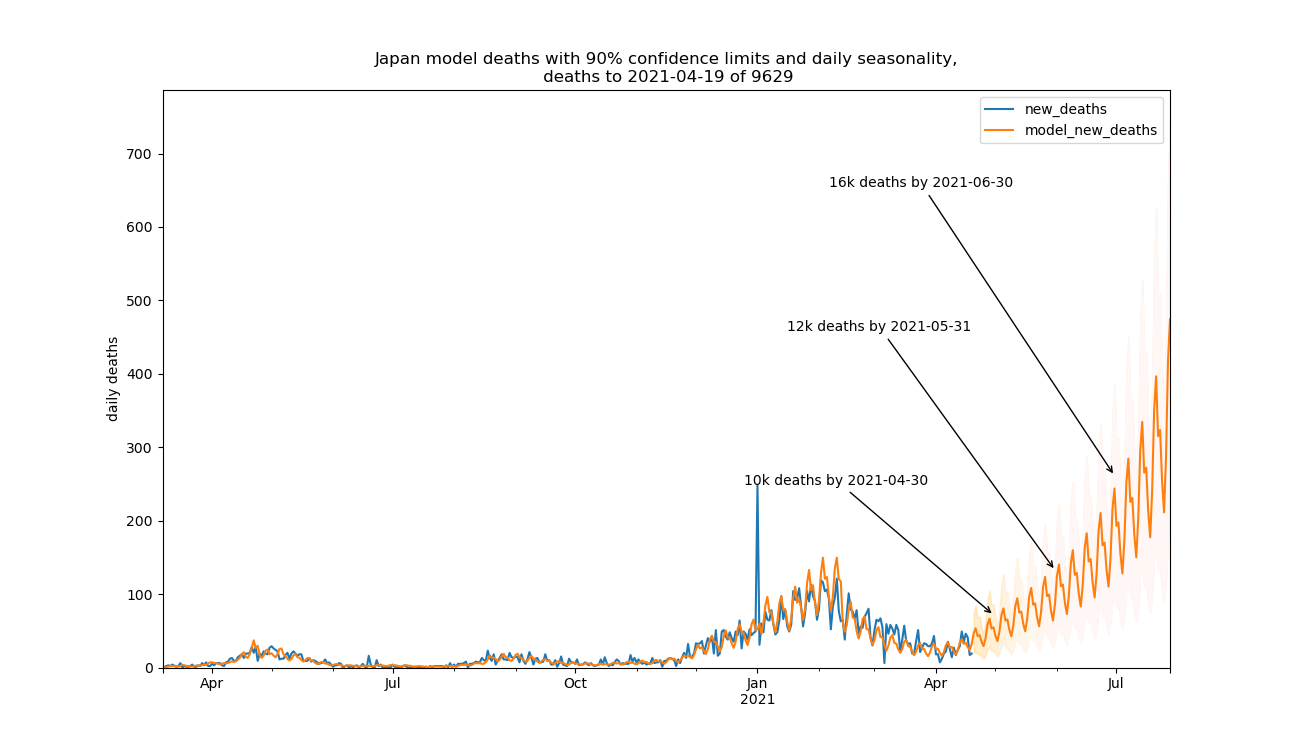 Japan model deaths with 90% confidence limits and daily seasonality,
deaths to 2021-04-19 of 9629
new_deaths
model_new_deaths
700
600
500
400
300
200
100
0
daily deaths
16k deaths by 2021-06-30
12k deaths by 2021-05-31
10k deaths by 2021-04-30
Apr
Jul
Oct
Jan
2021
Apr
Jul